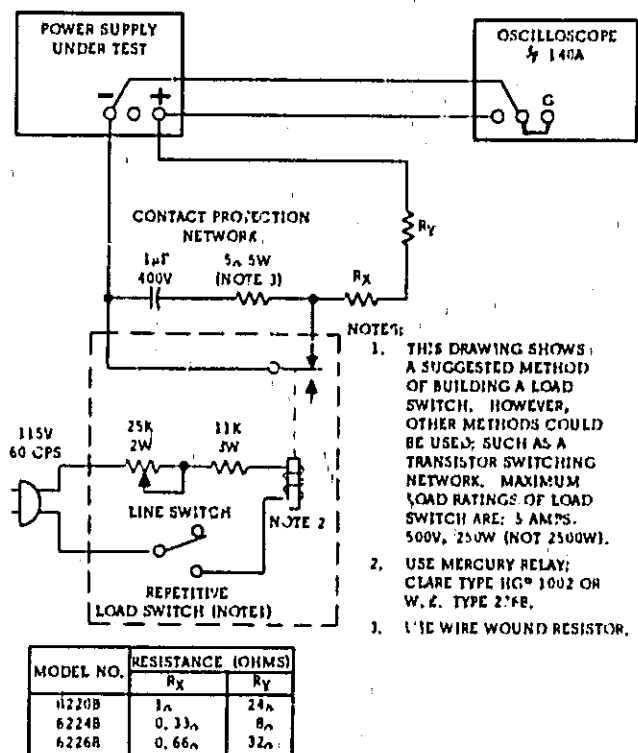 POWER SUPPLY
UNDER TEST
OSCILLOSCOPE
140A
-
+
G
CONTACT PROTECTION
NETWORK
1µF
400V
5Ω 5W
(NOTE 3)
RX
RY
115V
60 CPS
25K
2W
11K
3W
LINE SWITCH
NOTE 2
REPETITIVE
LOAD SWITCH (NOTE1)
NOTES:
1. THIS DRAWING SHOWS
A SUGGESTED METHOD
OF BUILDING A LOAD
SWITCH. HOWEVER,
OTHER METHODS COULD
BE USED; SUCH AS A
TRANSISTOR SWITCHING
NETWORK. MAXIMUM
LOAD RATINGS OF LOAD
SWITCH ARE: 5 AMPS.
500V, 250W (NOT 2500W).
2. USE MERCURY RELAY;
CLARE TYPE HG® 1002 OR
W.E. TYPE 276B.
3. USE WIRE WOUND RESISTOR.
MODEL NO. RESISTANCE (OHMS)
RX RY
6220B 1Ω 24Ω
6224B 0.33Ω 8Ω
6226B 0.66Ω 32Ω